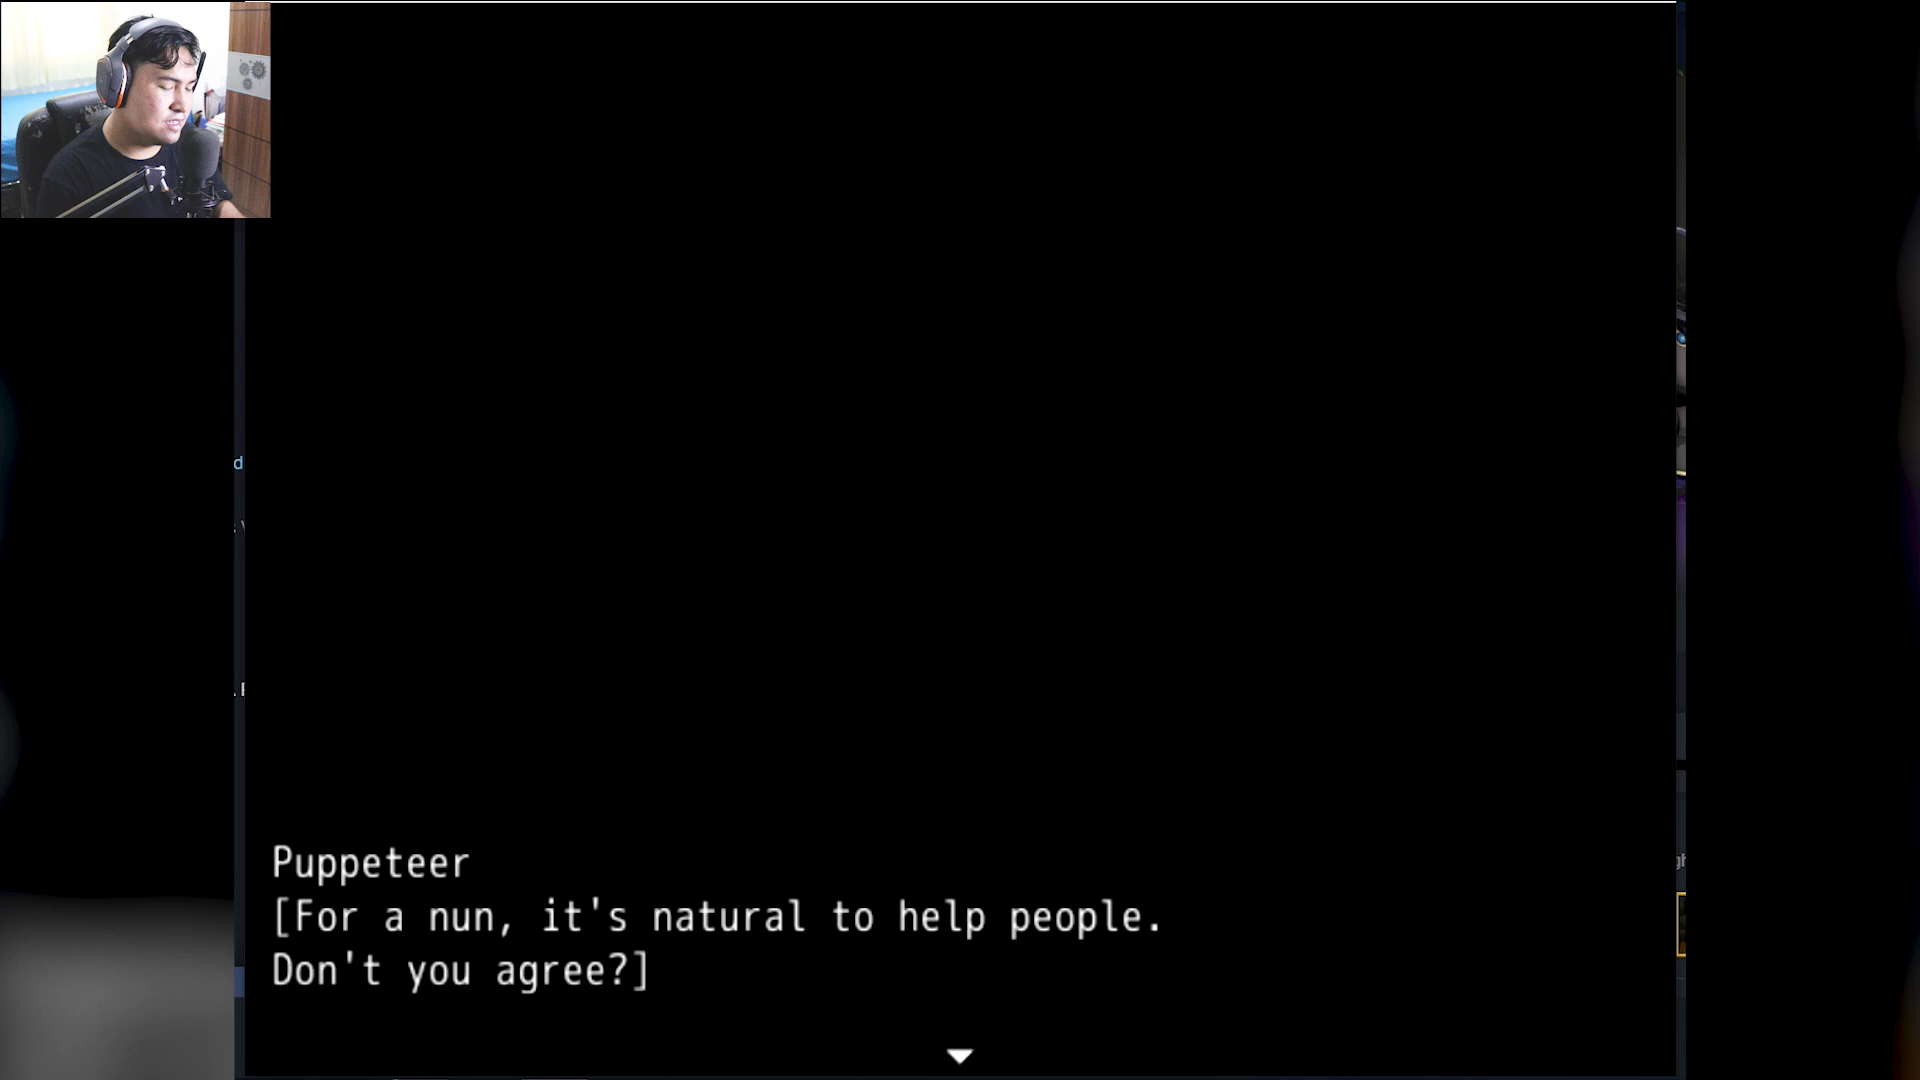 Puppeteer
[For a nun, it's natural to help people.
Don't you agree?]
d